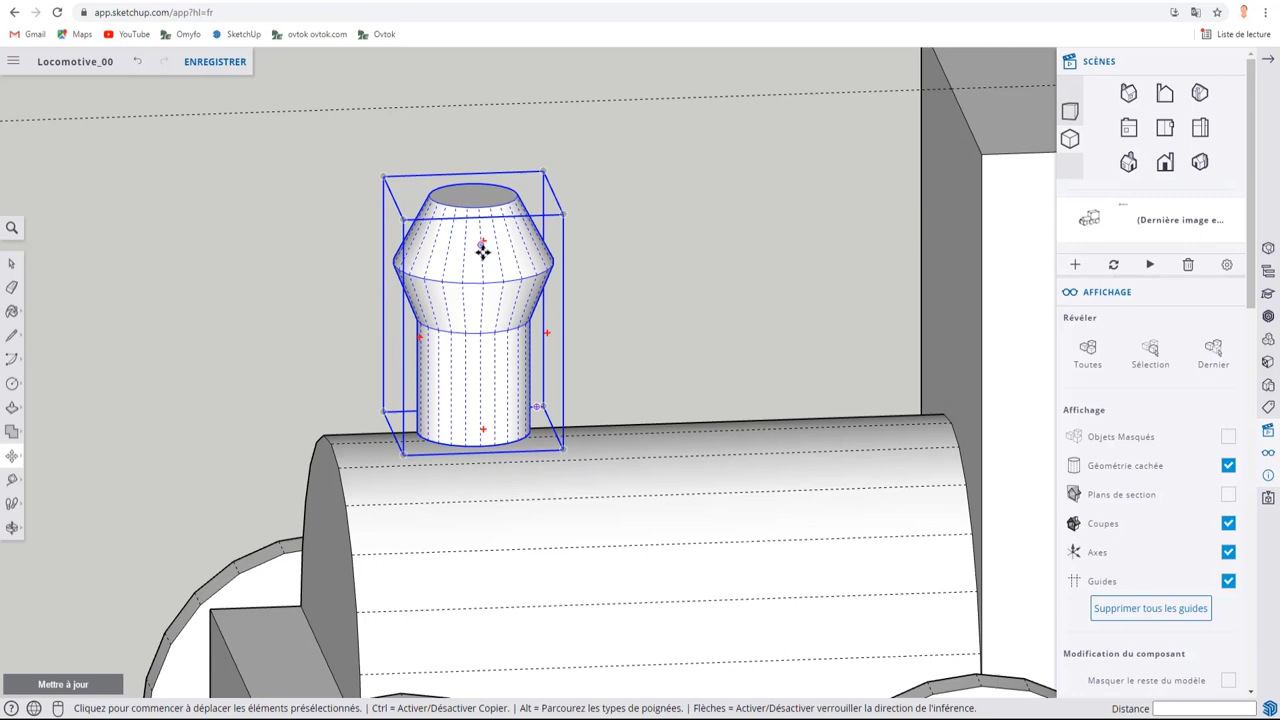 app.sketchup.com/app?hl=fr
Gmail
Maps
YouTube
Omyfo
SketchUp
ovtok ovtok.com
Ovtok
Liste de lecture
Locomotive_00
ENREGISTRER
SCÈNES
(Dernière image e...
AFFICHAGE
Révéler
Toutes
Sélection
Dernier
Affichage
Objets Masqués
Géométrie cachée
Plans de section
Coupes
Axes
Guides
Supprimer tous les guides
Modification du composant
Masquer le reste du modèle
Mettre à jour
Cliquez pour commencer à déplacer les éléments présélectionnés. | Ctrl = Activer/Désactiver Copier. | Alt = Parcourez les types de poignées. | Flèches = Activer/Désactiver verrouiller la direction de l'inférence.
Distance